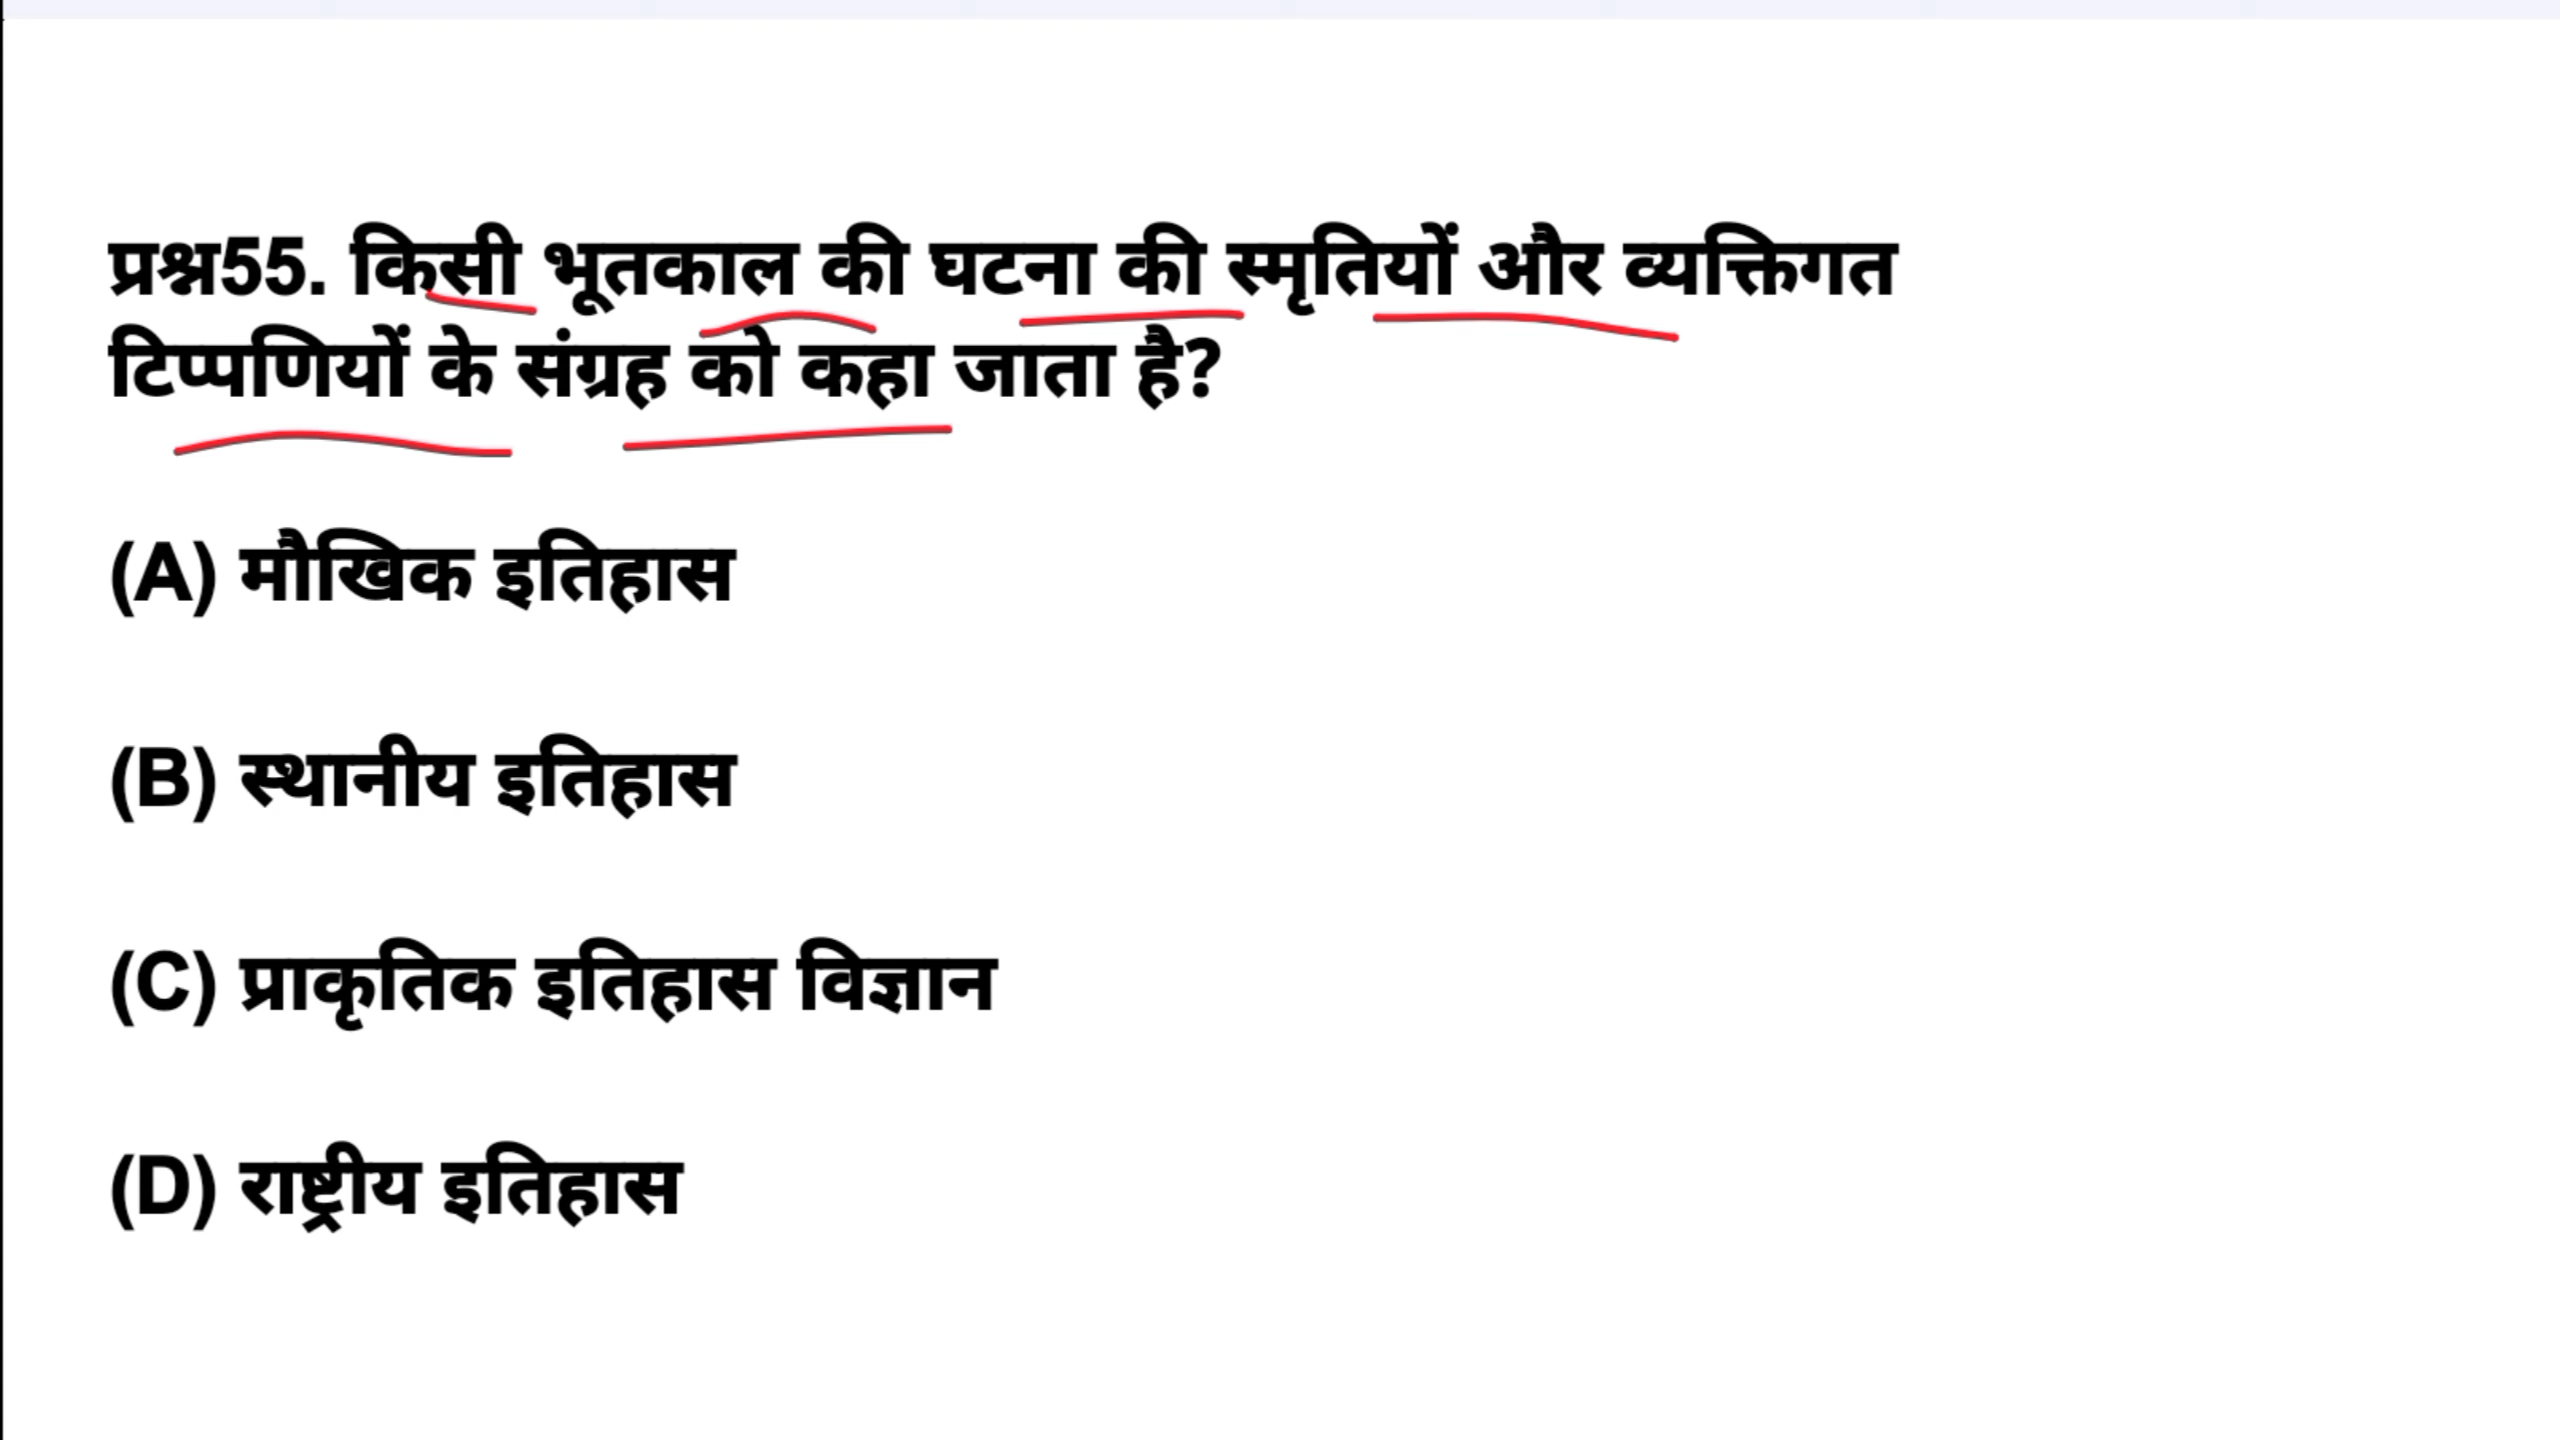 प्रश्न55. किसी भूतकाल की घटना की स्मृतियों और व्यक्तिगत
टिप्पणियों के संग्रह को कहा जाता है?
(A) मौखिक इतिहास
(B) स्थानीय इतिहास
(C) प्राकृतिक इतिहास विज्ञान
(D) राष्ट्रीय इतिहास